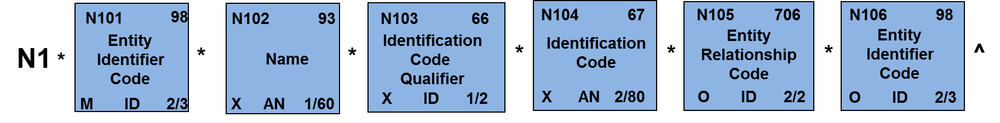 N1 *
N101 98
Entity
Identifier
Code
M ID 2/3
*
N102 93
Name
X AN 1/60
*
N103 66
Identification
Code
Qualifier
X ID 1/2
*
N104 67
Identification
Code
X AN 2/80
*
N105 706
Entity
Relationship
Code
O ID 2/2
*
N106 98
Entity
Identifier
Code
O ID 2/3
^